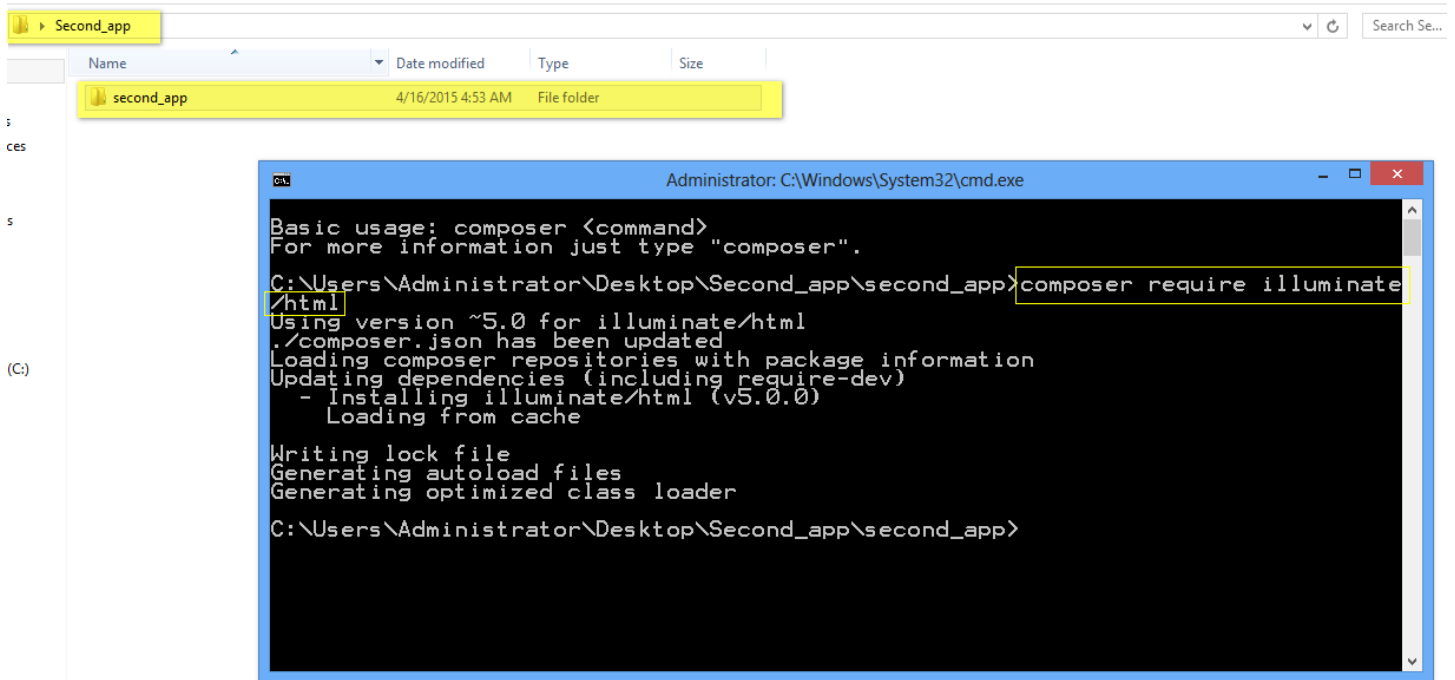 Second_app
Search Se...
Name Date modified Type Size
second_app 4/16/2015 4:53 AM File folder
s
ces
s
(C:)
Administrator: C:\Windows\System32\cmd.exe
Basic usage: composer <command>
For more information just type "composer".
C:\Users\Administrator\Desktop\Second_app\second_app>composer require illuminate
/html
Using version ~5.0 for illuminate/html
./composer.json has been updated
Loading composer repositories with package information
Updating dependencies (including require-dev)
- Installing illuminate/html (v5.0.0)
Loading from cache
Writing lock file
Generating autoload files
Generating optimized class loader
C:\Users\Administrator\Desktop\Second_app\second_app>